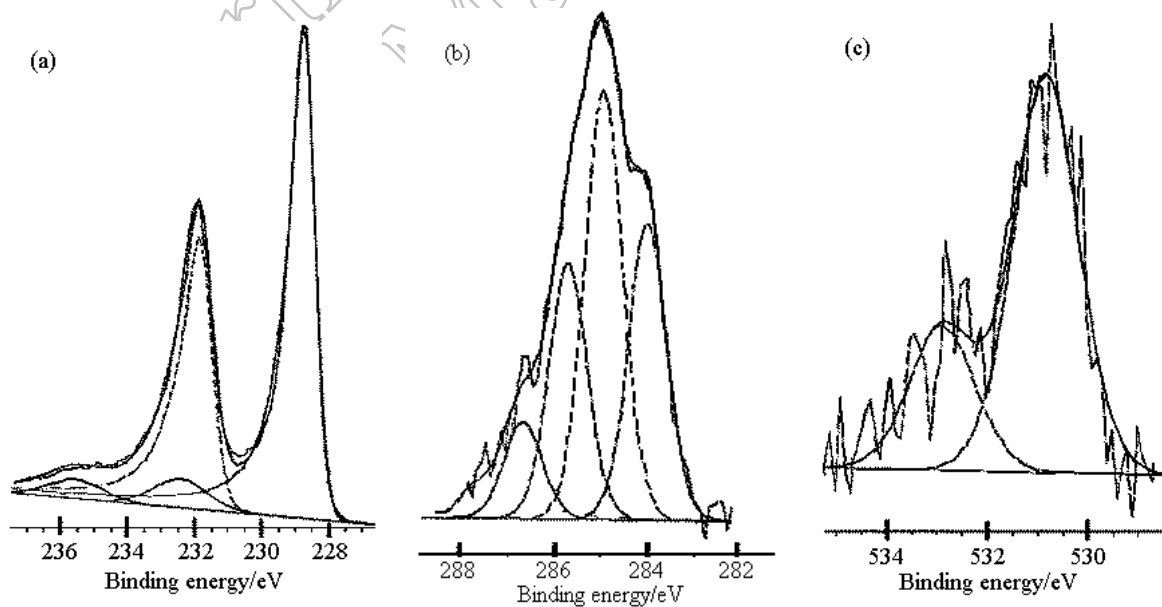 (a)
236 234 232 230 228
Binding energy/eV
(b)
288 286 284 282
Binding energy/eV
(c)
534 532 530
Binding energy/eV